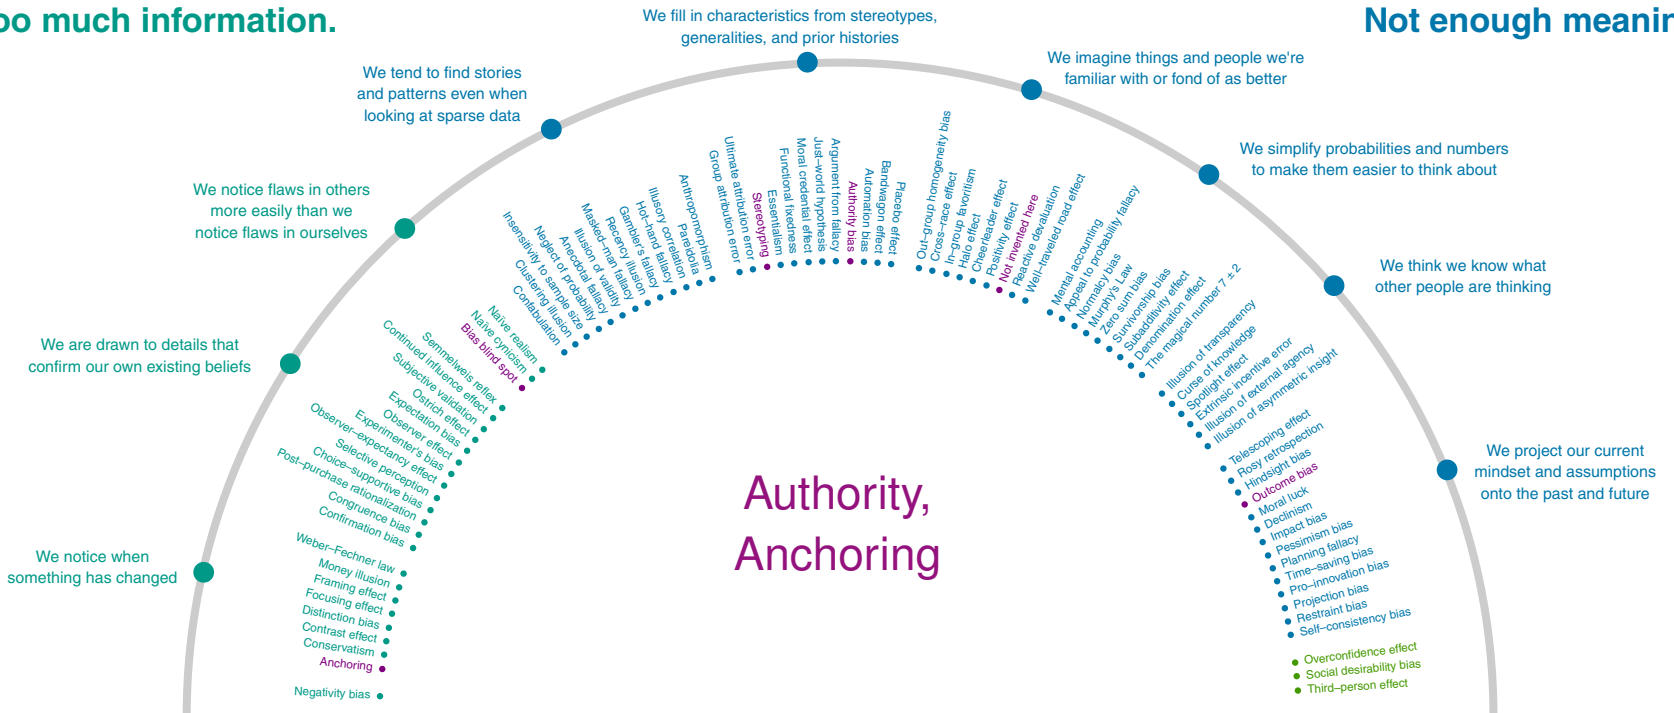 oo much information.
Not enough meanin
We fill in characteristics from stereotypes,
generalities, and prior histories
We imagine things and people we're
familiar with or fond of as better
We tend to find stories
and patterns even when
looking at sparse data
We simplify probabilities and numbers
to make them easier to think about
We notice flaws in others
more easily than we
notice flaws in ourselves
We think we know what
other people are thinking
We are drawn to details that
confirm our own existing beliefs
We project our current
mindset and assumptions
onto the past and future
We notice when
something has changed
Authority,
Anchoring
Negativity bias
Anchoring
Conservatism
Contrast effect
Distinction bias
Focusing effect
Framing effect
Money illusion
Weber–Fechner law
Confirmation bias
Congruence bias
Post–purchase rationalization
Choice–supportive bias
Selective perception
Observer–expectancy effect
Experimenter's bias
Observer effect
Expectation bias
Ostrich effect
Subjective validation
Continued influence effect
Semmelweis reflex
Bias blind spot
Naïve cynicism
Naïve realism
Confabulation
Clustering illusion
Insensitivity to sample size
Neglect of probability
Anecdotal fallacy
Illusion of validity
Masked–man fallacy
Recency illusion
Gambler's fallacy
Hot–hand fallacy
Illusory correlation
Pareidolia
Anthropomorphism
Group attribution error
Ultimate attribution error
Stereotyping
Essentialism
Functional fixedness
Moral credential effect
Just–world hypothesis
Argument from fallacy
Authority bias
Automation bias
Bandwagon effect
Placebo effect
Out–group homogeneity bias
Cross–race effect
In–group favoritism
Halo effect
Cheerleader effect
Positivity effect
Not invented here
Reactive devaluation
Well–traveled road effect
Mental accounting
Appeal to probability fallacy
Normalcy bias
Murphy's Law
Zero sum bias
Survivorship bias
Subadditivity effect
Denomination effect
The magical number 7 ± 2
Illusion of transparency
Curse of knowledge
Spotlight effect
Extrinsic incentive error
Illusion of external agency
Illusion of asymmetric insight
Telescoping effect
Rosy retrospection
Hindsight bias
Outcome bias
Moral luck
Declinism
Impact bias
Pessimism bias
Planning fallacy
Time–saving bias
Pro–innovation bias
Projection bias
Restraint bias
Self–consistency bias
Overconfidence effect
Social desirability bias
Third–person effect